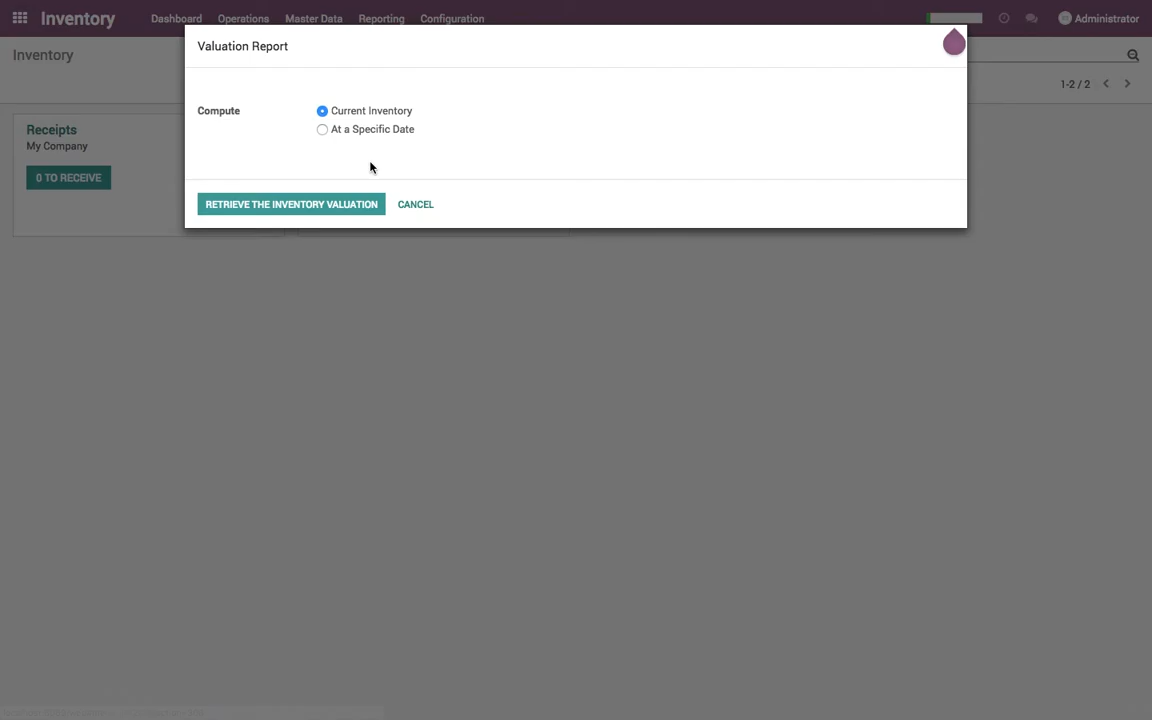 Inventory Dashboard Operations Master Data Reporting Configuration Administrator
Valuation Report
Inventory
1-2 / 2
Compute
Current Inventory
At a Specific Date
Receipts
My Company
0 TO RECEIVE
RETRIEVE THE INVENTORY VALUATION CANCEL